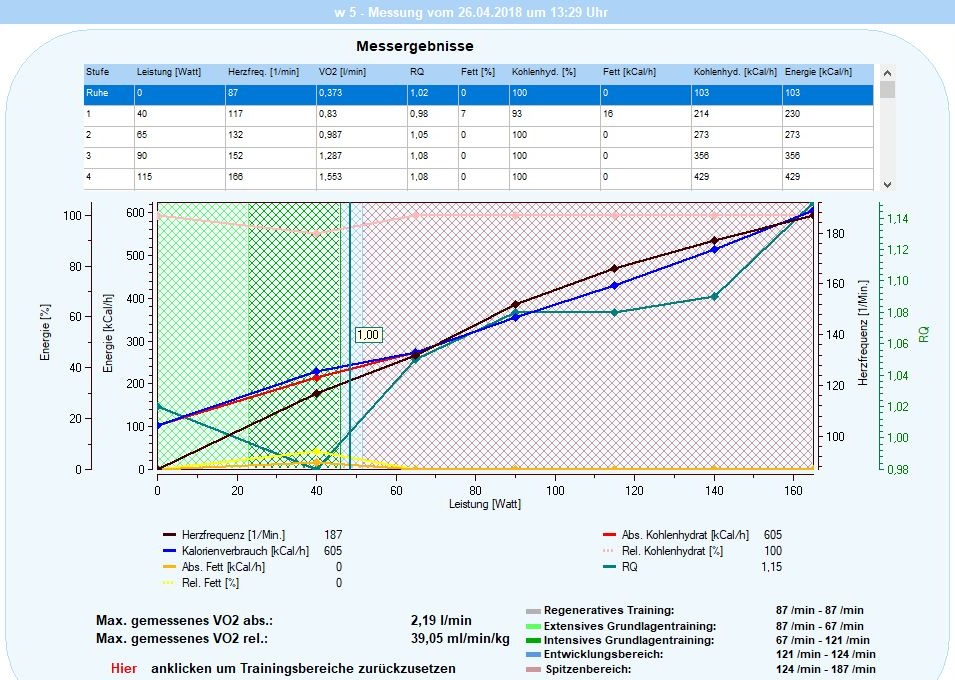 w 5 - Messung vom 26.04.2018 um 13:29 Uhr
Messergebnisse
Stufe Leistung [Watt] Herzfreq. [1/min] VO2 [l/min] RQ Fett [%] Kohlenhyd. [%] Fett [kCal/h] Kohlenhyd. [kCal/h] Energie [kCal/h]
Ruhe 0 87 0,373 1,02 0 100 0 103 103
1 40 117 0,83 0,98 7 93 16 214 230
2 65 132 0,987 1,05 0 100 0 273 273
3 90 152 1,287 1,08 0 100 0 356 356
4 115 166 1,553 1,08 0 100 0 429 429
Energie [%]
100
80
60
40
20
0
Energie [kCal/h]
600
500
400
300
200
100
0
1,00
Herzfrequenz [1/Min.]
180
160
140
120
100
RQ
1,14
1,12
1,10
1,08
1,06
1,04
1,02
1,00
0,98
0 20 40 60 80 100 120 140 160
Leistung [Watt]
Herzfrequenz [1/Min.] 187
Kalorienverbrauch [kCal/h] 605
Abs. Fett [kCal/h] 0
Rel. Fett [%] 0
Abs. Kohlenhydrat [kCal/h] 605
Rel. Kohlenhydrat [%] 100
RQ 1,15
Max. gemessenes VO2 abs.: 2,19 l/min
Max. gemessenes VO2 rel.: 39,05 ml/min/kg
Hier anklicken um Trainingsbereiche zurückzusetzen
Regeneratives Training: 87 /min - 87 /min
Extensives Grundlagentraining: 87 /min - 67 /min
Intensives Grundlagentraining: 67 /min - 121 /min
Entwicklungsbereich: 121 /min - 124 /min
Spitzenbereich: 124 /min - 187 /min